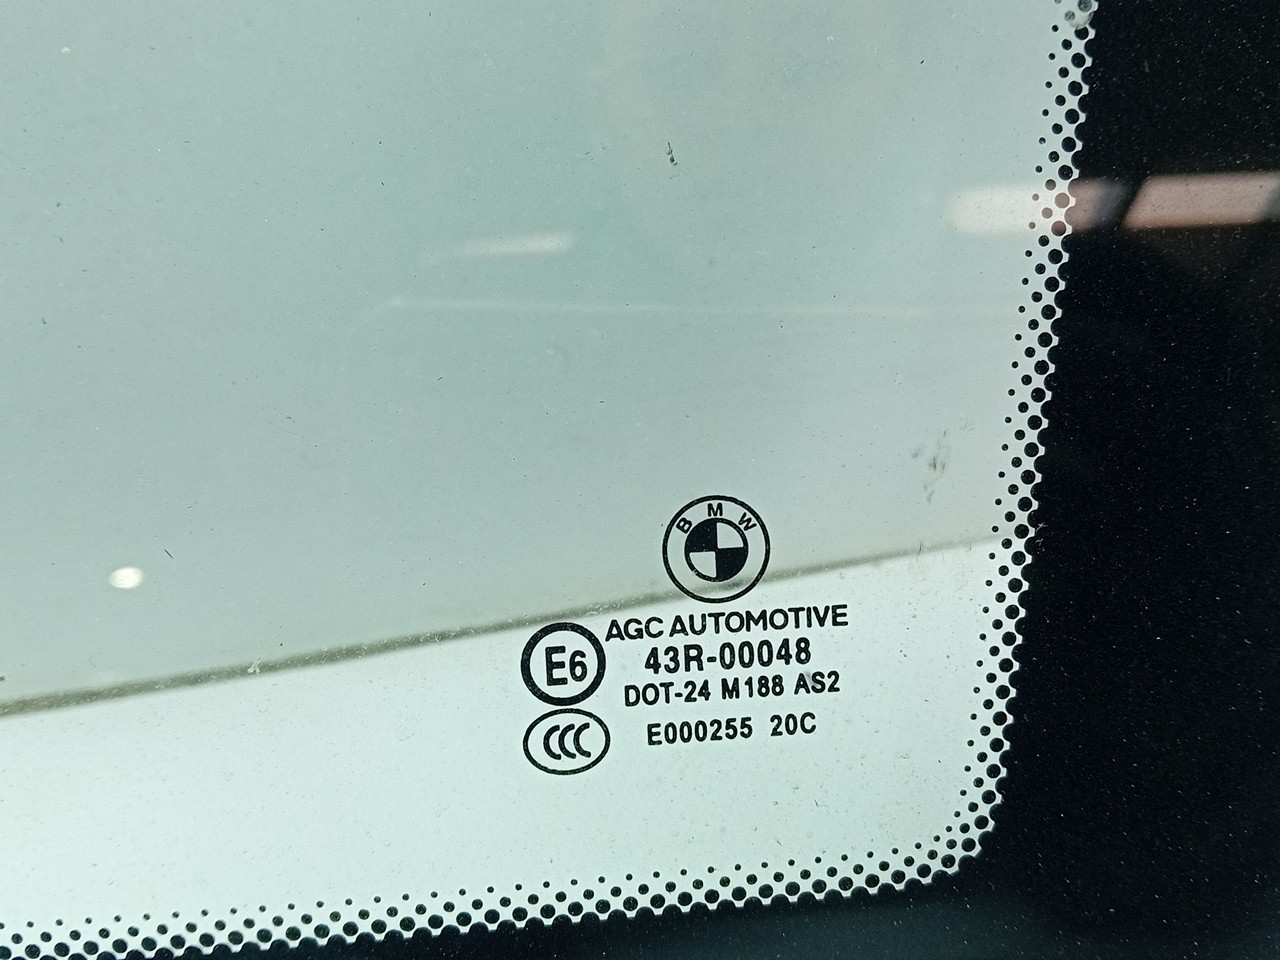 BMW
AGC AUTOMOTIVE
E6 43R-00048
DOT-24 M188 AS2
CCC E000255 20C